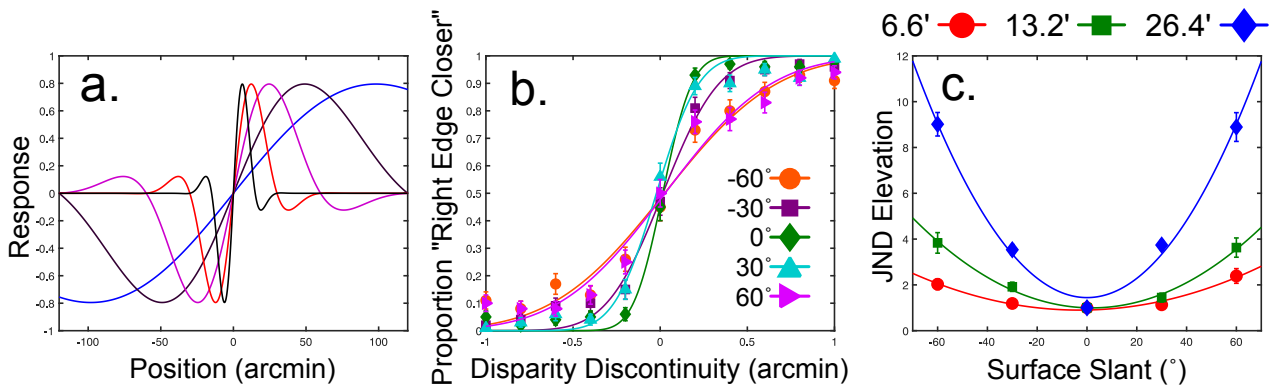 6.6' 13.2' 26.4'
a.
b.
c.
Response
1
0.8
0.6
0.4
0.2
0
-0.2
-0.4
-0.6
-0.8
-1
-100 -50 0 50 100
Position (arcmin)
Proportion "Right Edge Closer"
1
0.9
0.8
0.7
0.6
0.5
0.4
0.3
0.2
0.1
0
-60°
-30°
0°
30°
60°
-1 -0.5 0 0.5 1
Disparity Discontinuity (arcmin)
JND Elevation
12
10
8
6
4
2
0
-60 -40 -20 0 20 40 60
Surface Slant (°)